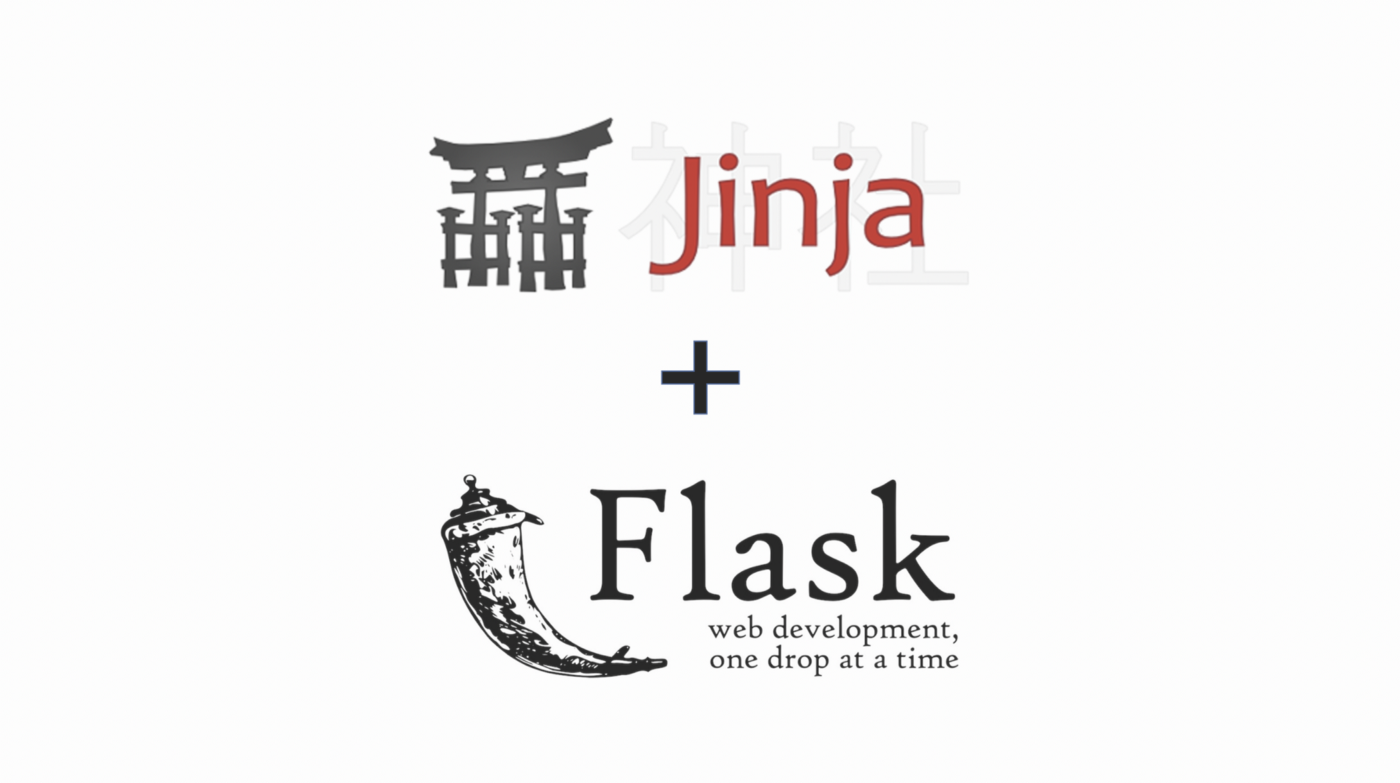 神社
Jinja
+
Flask
web development,
one drop at a time